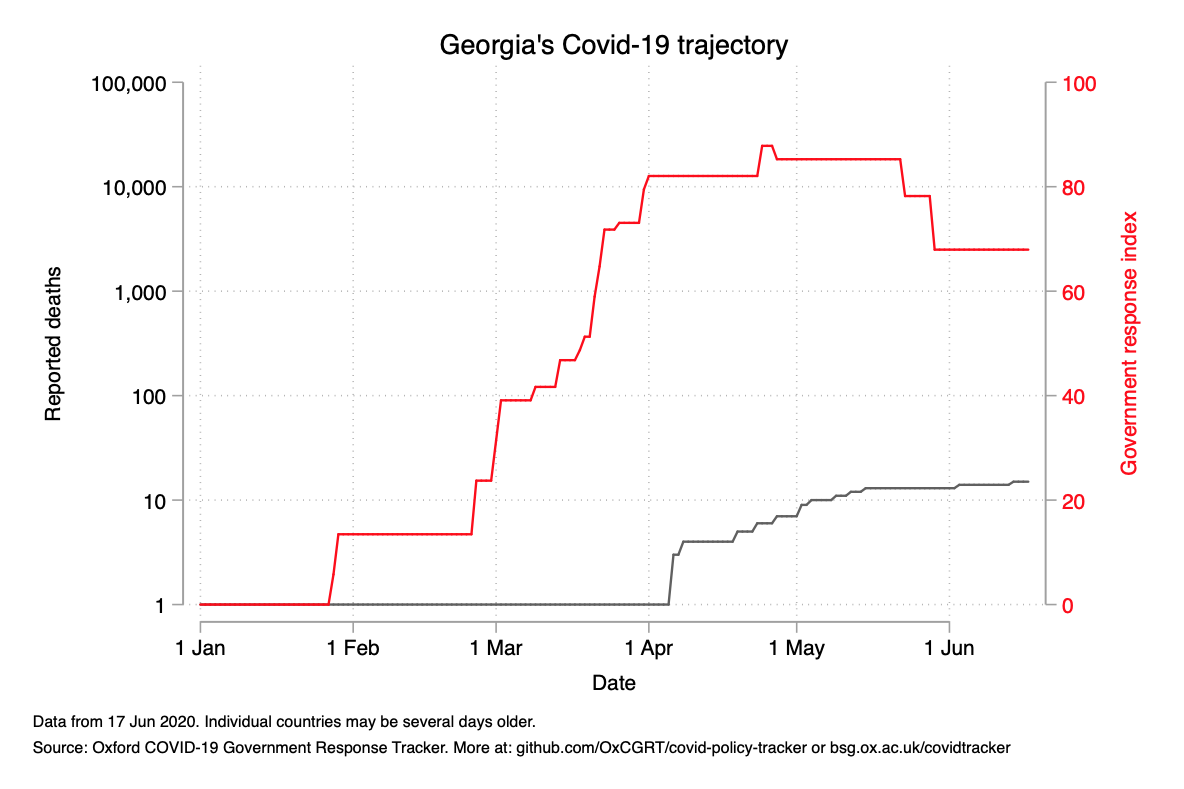 Georgia's Covid-19 trajectory
100,000
10,000
1,000
100
10
1
Reported deaths
100
80
60
40
20
0
Government response index
1 Jan
1 Feb
1 Mar
1 Apr
1 May
1 Jun
Date
Data from 17 Jun 2020. Individual countries may be several days older.
Source: Oxford COVID-19 Government Response Tracker. More at: github.com/OxCGRT/covid-policy-tracker or bsg.ox.ac.uk/covidtracker